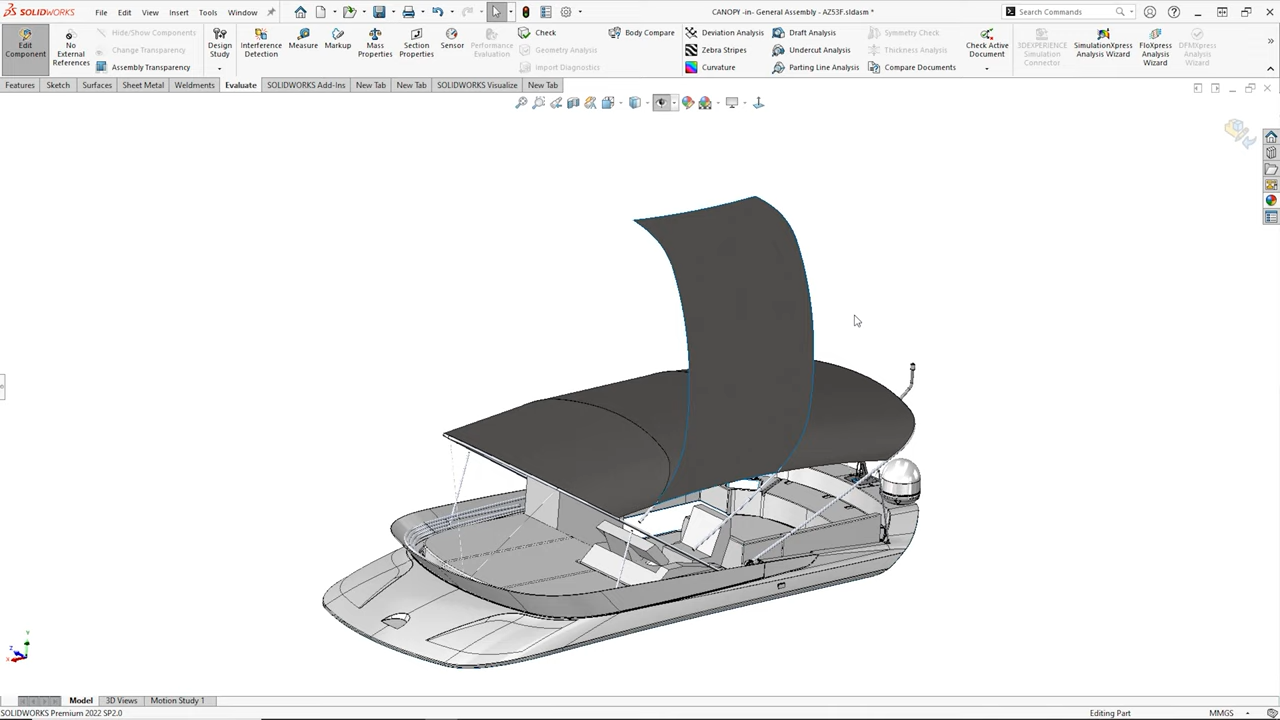 SOLIDWORKS File Edit View Insert Tools Window CANOPY -in- General Assembly - AZ53F.sldasm * Search Commands
Edit Component
No External References
Hide/Show Components
Change Transparency
Assembly Transparency
Design Study
Interference Detection
Measure
Markup
Mass Properties
Section Properties
Sensor
Performance Evaluation
Check
Geometry Analysis
Import Diagnostics
Body Compare
Deviation Analysis
Zebra Stripes
Curvature
Draft Analysis
Undercut Analysis
Parting Line Analysis
Symmetry Check
Thickness Analysis
Compare Documents
Check Active Document
3DEXPERIENCE Simulation Connector
SimulationXpress Analysis Wizard
FloXpress Analysis Wizard
DFMXpress Analysis Wizard
Features Sketch Surfaces Sheet Metal Weldments Evaluate SOLIDWORKS Add-Ins New Tab New Tab SOLIDWORKS Visualize New Tab
Y
Z
X
Model 3D Views Motion Study 1
SOLIDWORKS Premium 2022 SP2.0 Editing Part MMGS